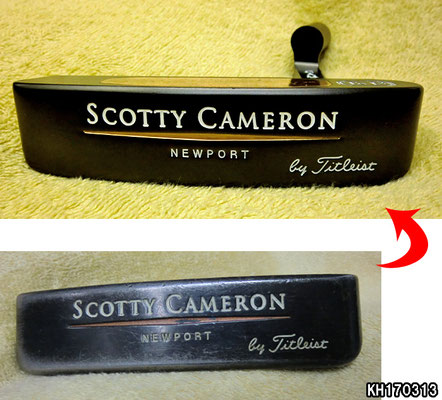 SCOTTY CAMERON
NEWPORT
by Titleist
SCOTTY CAMERON
NEWPORT
by Titleist
KH170313